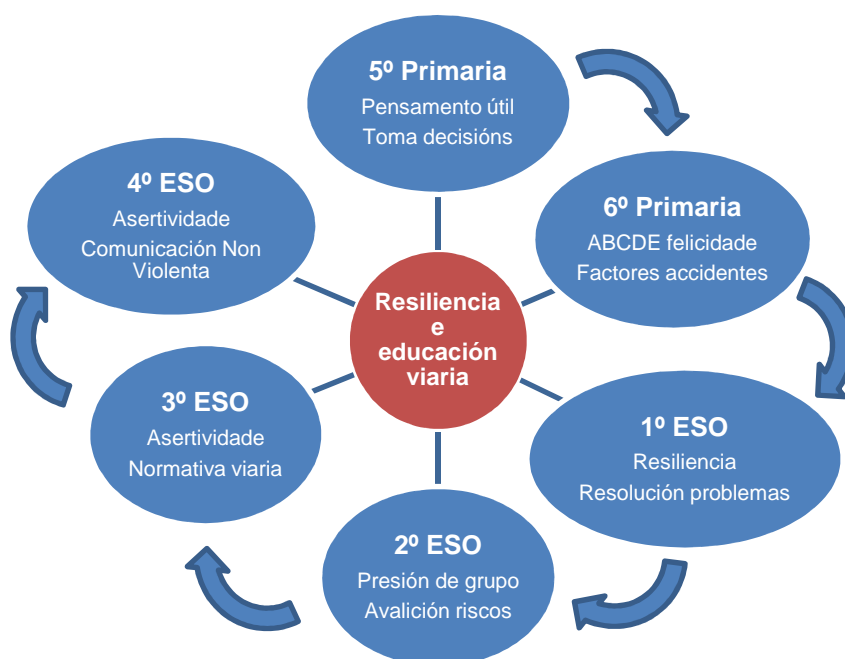 5º Primaria
Pensamento útil
Toma decisións
6º Primaria
ABCDE felicidade
Factores accidentes
1º ESO
Resiliencia
Resolución problemas
2º ESO
Presión de grupo
Avalición riscos
3º ESO
Asertividade
Normativa viaria
4º ESO
Asertividade
Comunicación Non
Violenta
Resiliencia
e
educación
viaria